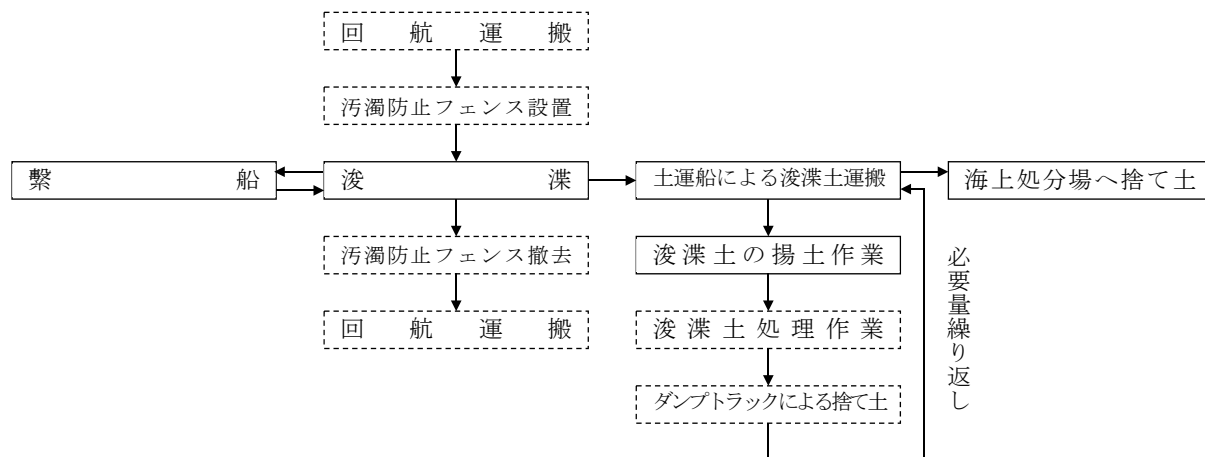 回航運搬
汚濁防止フェンス設置
繋船
浚渫
土運船による浚渫土運搬
海上処分場へ捨て土
汚濁防止フェンス撤去
浚渫土の揚土作業
回航運搬
浚渫土処理作業
ダンプトラックによる捨て土
必要量繰り返し